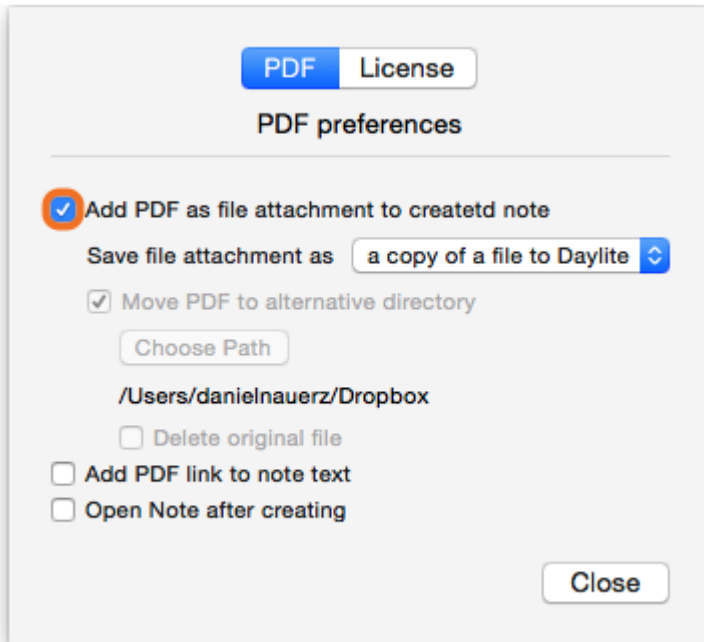 PDF License
PDF preferences
Add PDF as file attachment to createtd note
Save file attachment as a copy of a file to Daylite
Move PDF to alternative directory
Choose Path
/Users/danielnauerz/Dropbox
Delete original file
Add PDF link to note text
Open Note after creating
Close